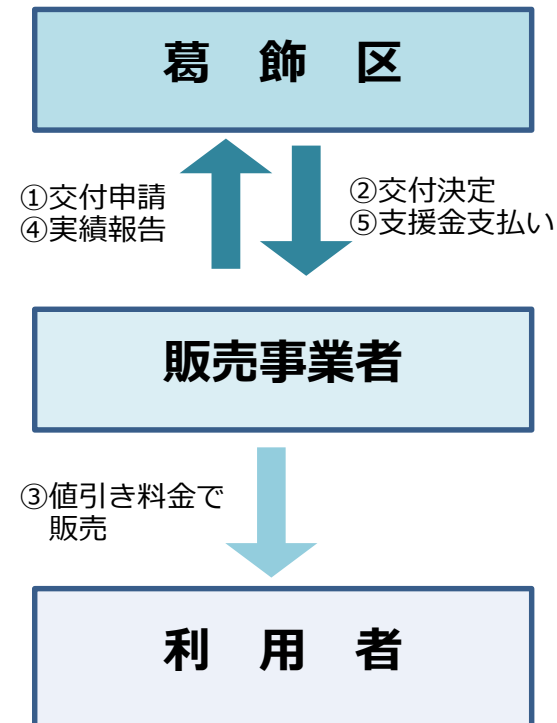 葛　飾　区
①交付申請
④実績報告
②交付決定
⑤支援金支払い
販売事業者
③値引き料金で
販売
利　用　者